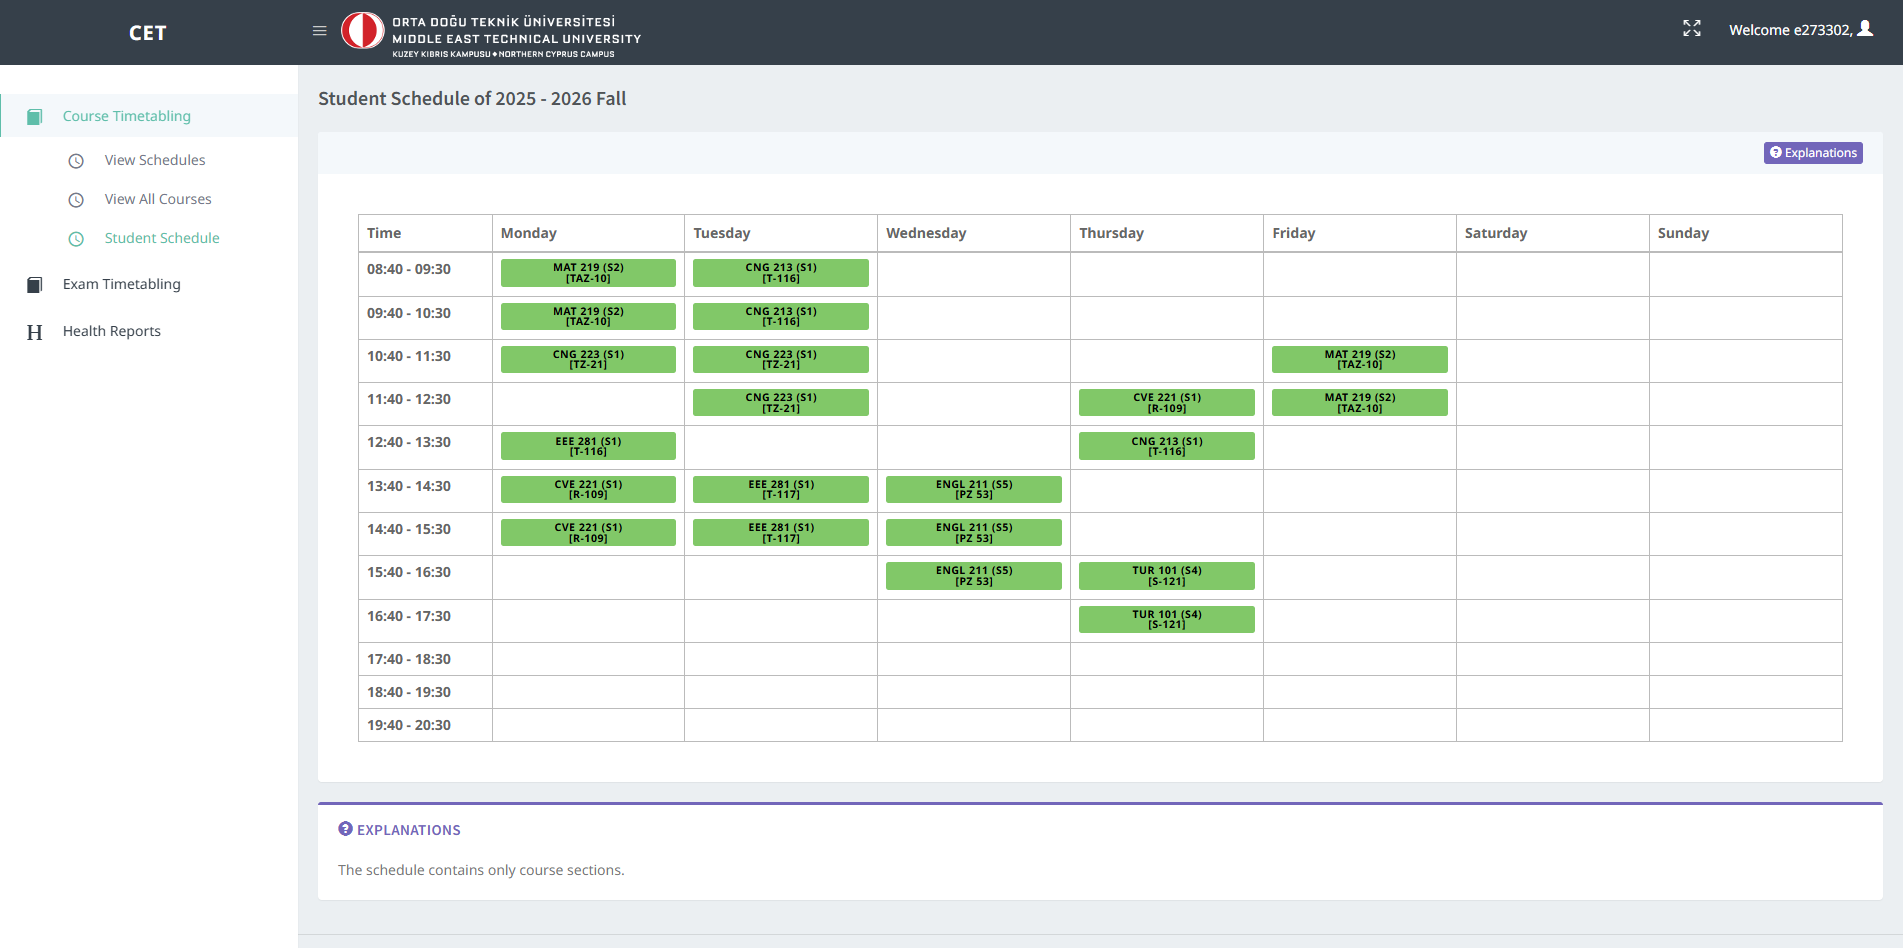 CET
ORTA DOĞU TEKNİK ÜNİVERSİTESİ
MIDDLE EAST TECHNICAL UNIVERSITY
KUZEY KIBRIS KAMPUSU ♦ NORTHERN CYPRUS CAMPUS
Welcome e273302,
Course Timetabling
View Schedules
View All Courses
Student Schedule
Exam Timetabling
H Health Reports
Student Schedule of 2025 - 2026 Fall
Explanations
Time Monday Tuesday Wednesday Thursday Friday Saturday Sunday
08:40 - 09:30
MAT 219 (S2)
[TAZ-10]
CNG 213 (S1)
[T-116]
09:40 - 10:30
MAT 219 (S2)
[TAZ-10]
CNG 213 (S1)
[T-116]
10:40 - 11:30
CNG 223 (S1)
[TZ-21]
CNG 223 (S1)
[TZ-21]
MAT 219 (S2)
[TAZ-10]
11:40 - 12:30
CNG 223 (S1)
[TZ-21]
CVE 221 (S1)
[R-109]
MAT 219 (S2)
[TAZ-10]
12:40 - 13:30
EEE 281 (S1)
[T-116]
CNG 213 (S1)
[T-116]
13:40 - 14:30
CVE 221 (S1)
[R-109]
EEE 281 (S1)
[T-117]
ENGL 211 (S5)
[PZ 53]
14:40 - 15:30
CVE 221 (S1)
[R-109]
EEE 281 (S1)
[T-117]
ENGL 211 (S5)
[PZ 53]
15:40 - 16:30
ENGL 211 (S5)
[PZ 53]
TUR 101 (S4)
[S-121]
16:40 - 17:30
TUR 101 (S4)
[S-121]
17:40 - 18:30
18:40 - 19:30
19:40 - 20:30
EXPLANATIONS
The schedule contains only course sections.